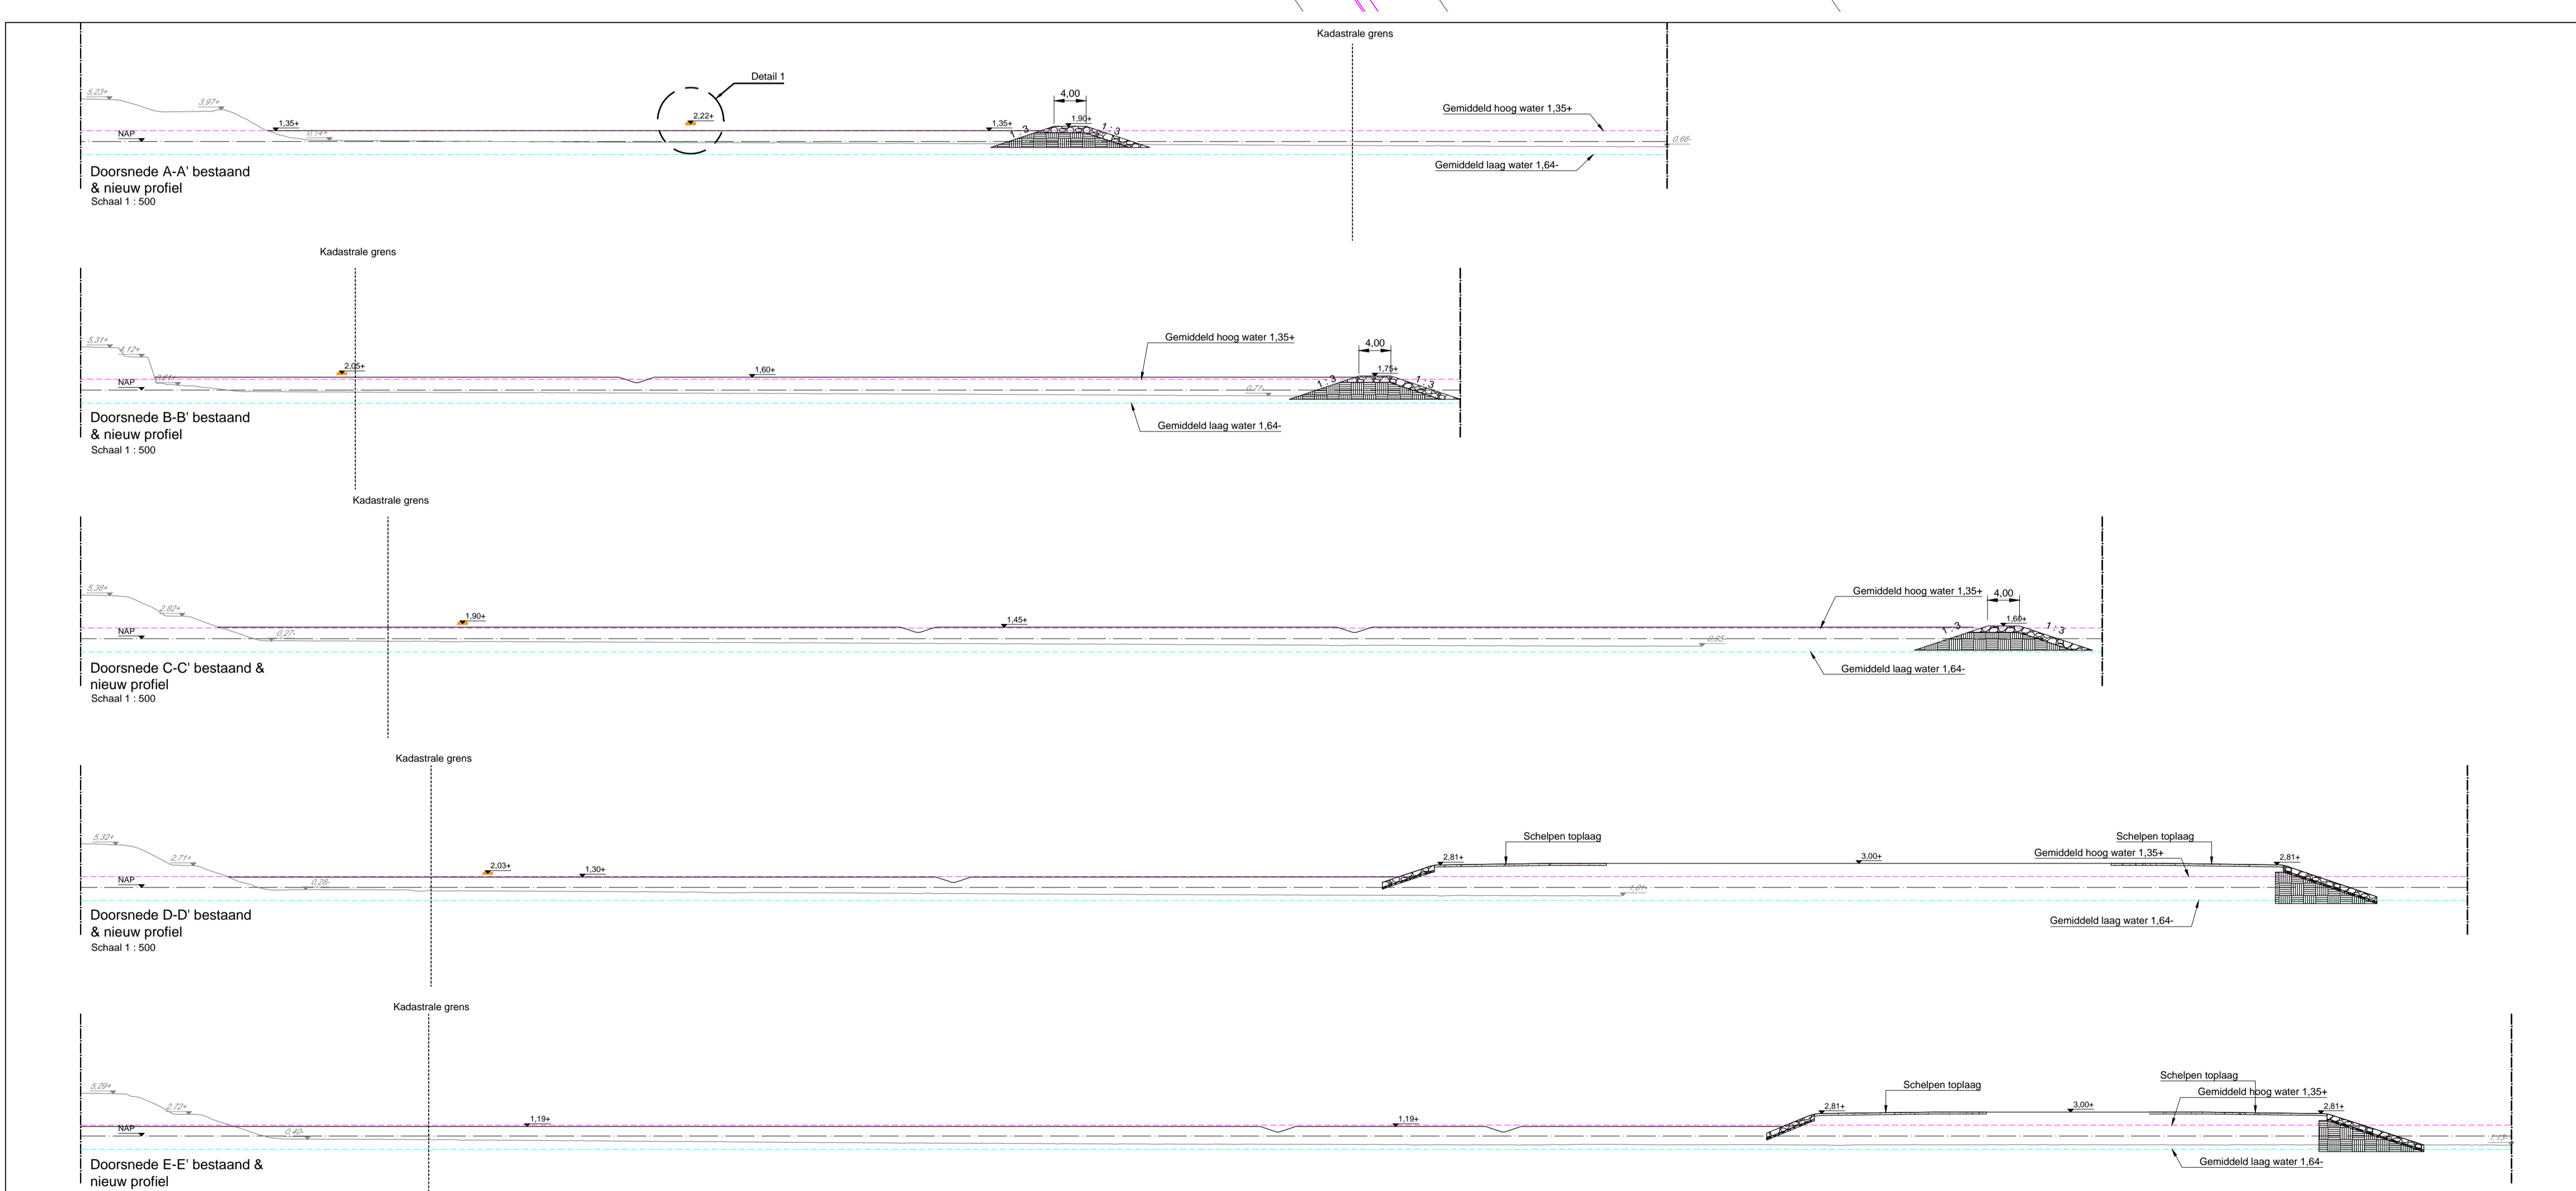 Kadastrale grens
Detail 1
5,23+
3,97+
4,00
Gemiddeld hoog water 1,35+
2,22+
1,35+
1,35+
1,90+
1 : 3
1 : 3
NAP
0,14+
0,66-
Gemiddeld laag water 1,64-
Doorsnede A-A' bestaand
& nieuw profiel
Schaal 1 : 500
Kadastrale grens
Gemiddeld hoog water 1,35+
4,00
5,31+
4,12+
2,05+
1,60+
1,75+
1 : 3
1 : 3
NAP
0,61+
0,71-
Gemiddeld laag water 1,64-
Doorsnede B-B' bestaand
& nieuw profiel
Schaal 1 : 500
Kadastrale grens
5,38+
Gemiddeld hoog water 1,35+
4,00
2,82+
1,90+
1,45+
1,60+
1 : 3
1 : 3
NAP
0,27-
0,95-
Gemiddeld laag water 1,64-
Doorsnede C-C' bestaand &
nieuw profiel
Schaal 1 : 500
Kadastrale grens
5,32+
Schelpen toplaag
Schelpen toplaag
Gemiddeld hoog water 1,35+
2,71+
2,03+
1,30+
2,81+
3,00+
2,81+
NAP
0,28-
1,01-
Gemiddeld laag water 1,64-
Doorsnede D-D' bestaand
& nieuw profiel
Schaal 1 : 500
Kadastrale grens
5,29+
Schelpen toplaag
Schelpen toplaag
Gemiddeld hoog water 1,35+
2,72+
1,19+
1,19+
2,81+
3,00+
2,81+
NAP
0,40-
1,13-
Gemiddeld laag water 1,64-
Doorsnede E-E' bestaand &
nieuw profiel